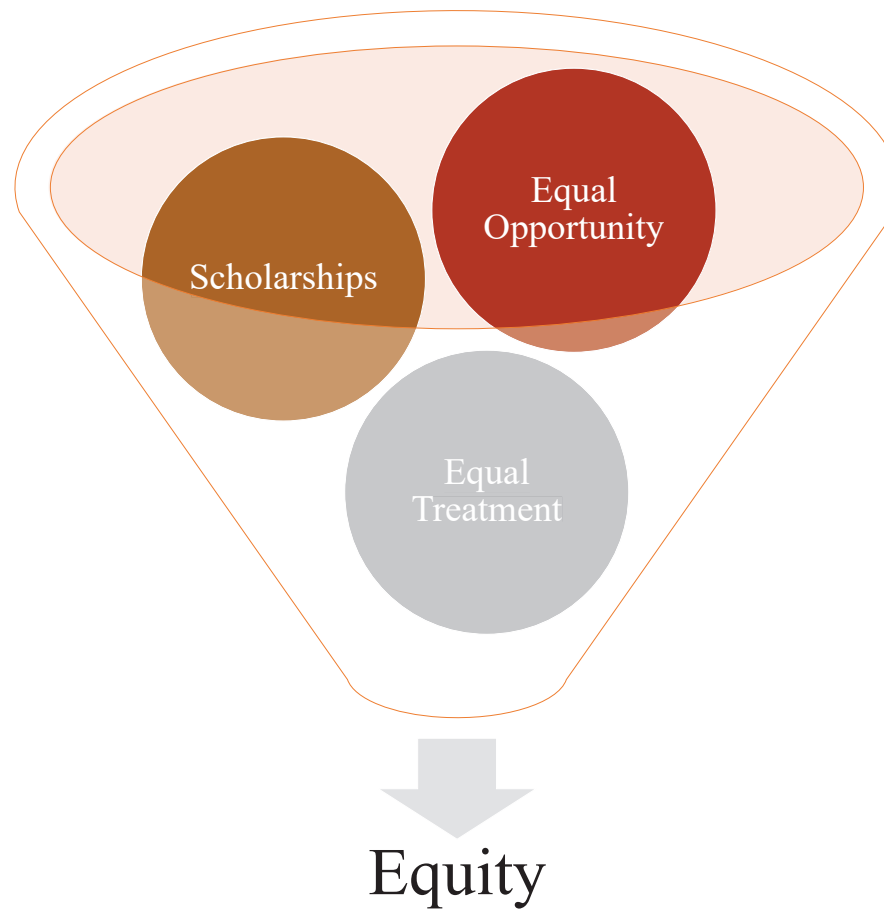 Equal
Opportunity
Scholarships
Equal
Treatment
Equity